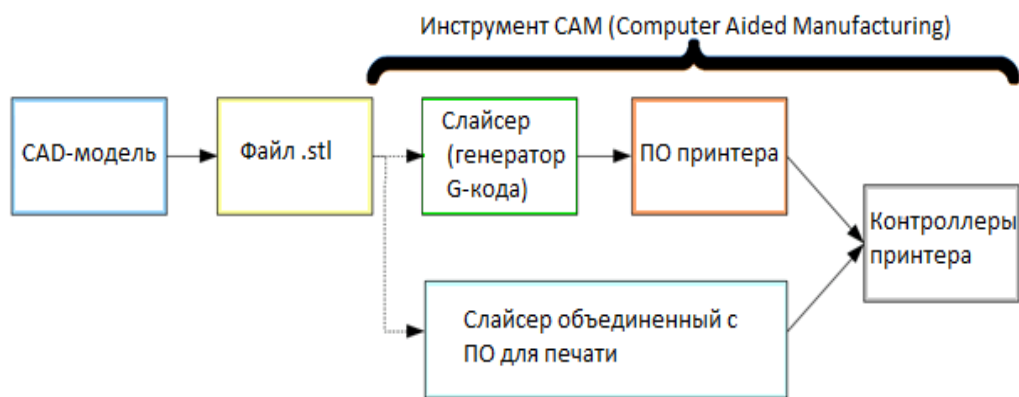 Инструмент CAM (Computer Aided Manufacturing)
CAD-модель
Файл .stl
Слайсер
(генератор
G-кода)
ПО принтера
Контроллеры
принтера
Слайсер объединенный с
ПО для печати